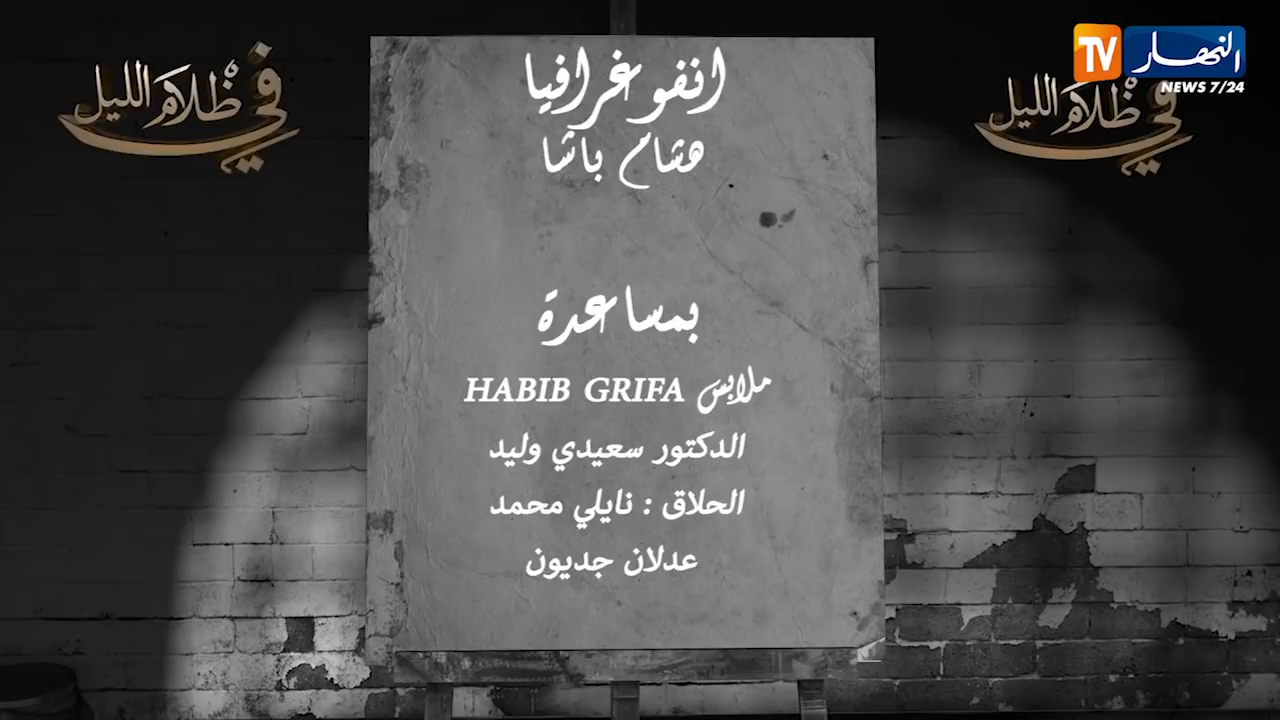 في ظلام الليل
في ظلام الليل
TV النهار
NEWS 7/24
انفوغرافيا
هشام باشا
بمساعدة
ملابس HABIB GRIFA
الدكتور سعيدي وليد
الحلاق : نايلي محمد
عدلان جديون